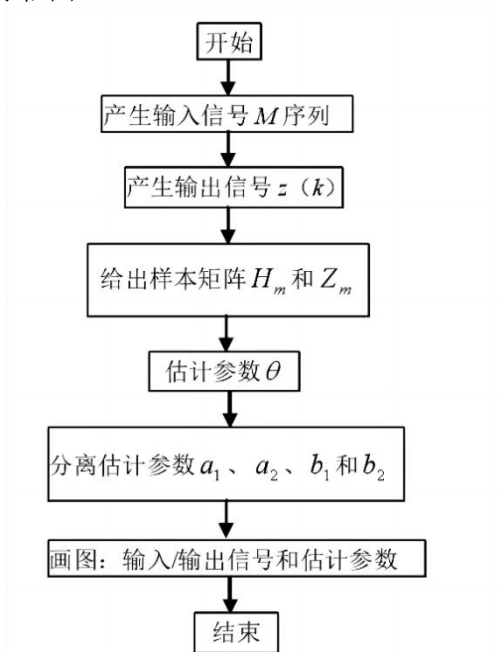 开始
产生输入信号M序列
产生输出信号z（k）
给出样本矩阵Hm和Zm
估计参数θ
分离估计参数a1、a2、b1和b2
画图：输入/输出信号和估计参数
结束